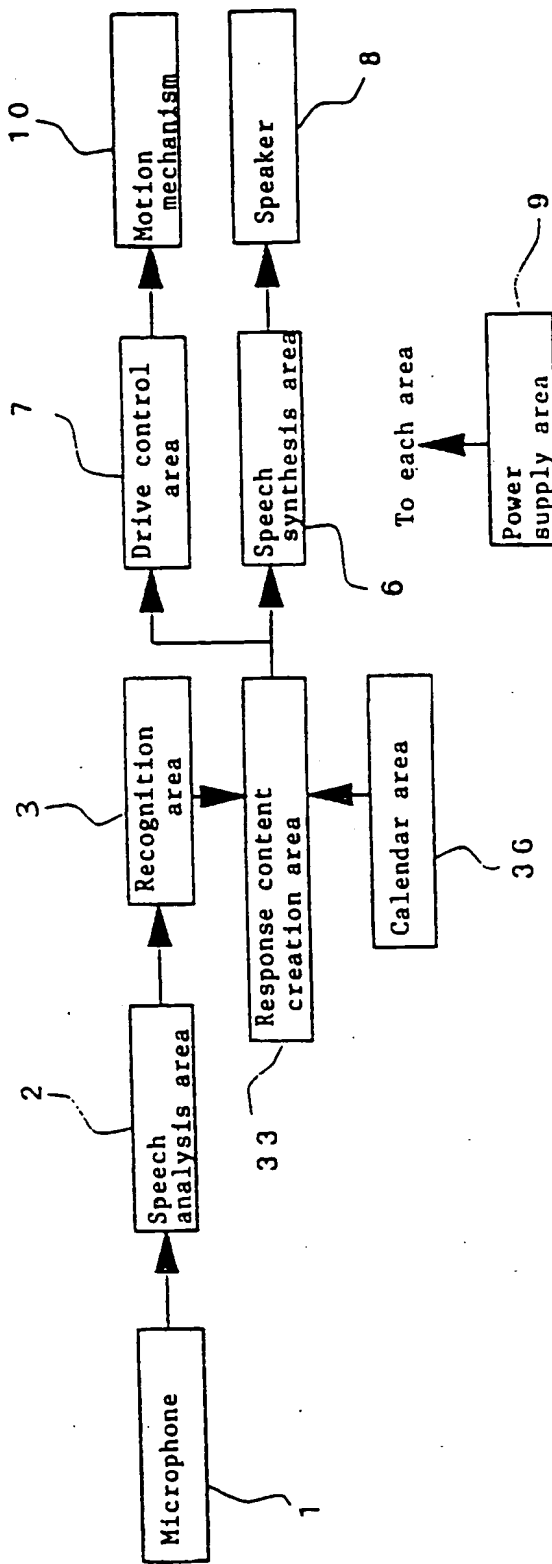 1
Microphone
2
Speech
analysis area
3
Recognition
area
33
Response content
creation area
36
Calendar area
7
Drive control
area
10
Motion
mechanism
6
Speech
synthesis area
8
Speaker
To each area
9
Power
supply area